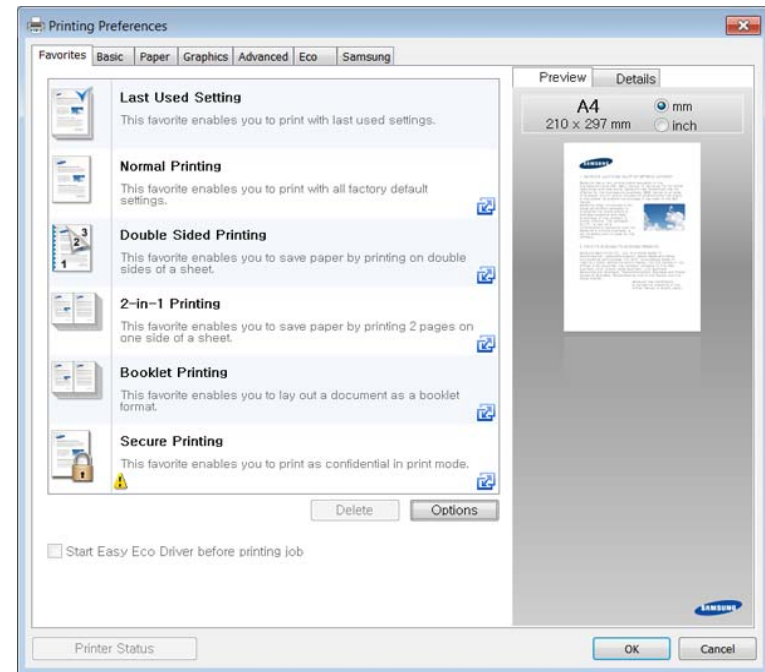 Printing Preferences
Favorites Basic Paper Graphics Advanced Eco Samsung
Last Used Setting
This favorite enables you to print with last used settings.
Normal Printing
This favorite enables you to print with all factory default
settings.
Double Sided Printing
This favorite enables you to save paper by printing on double
sides of a sheet.
2-in-1 Printing
This favorite enables you to save paper by printing 2 pages on
one side of a sheet.
Booklet Printing
This favorite enables you to lay out a document as a booklet
format.
Secure Printing
This favorite enables you to print as confidential in print mode.
Delete Options
Start Easy Eco Driver before printing job
Preview Details
A4
210 x 297 mm
mm
inch
SAMSUNG
SAMSUNG
Printer Status
OK Cancel